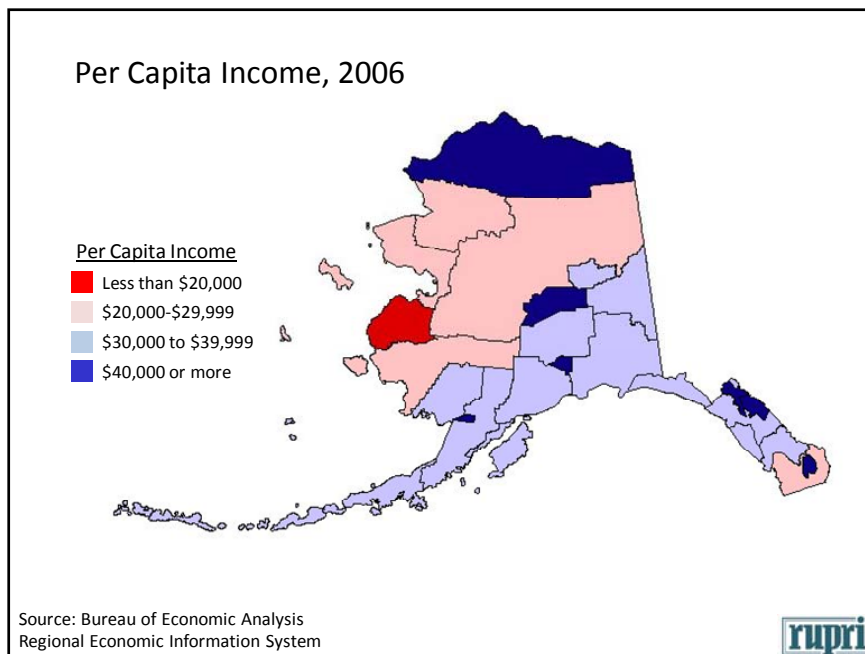 Per Capita Income, 2006
Per Capita Income
Less than $20,000
$20,000-$29,999
$30,000 to $39,999
$40,000 or more
Source: Bureau of Economic Analysis
Regional Economic Information System
rupri